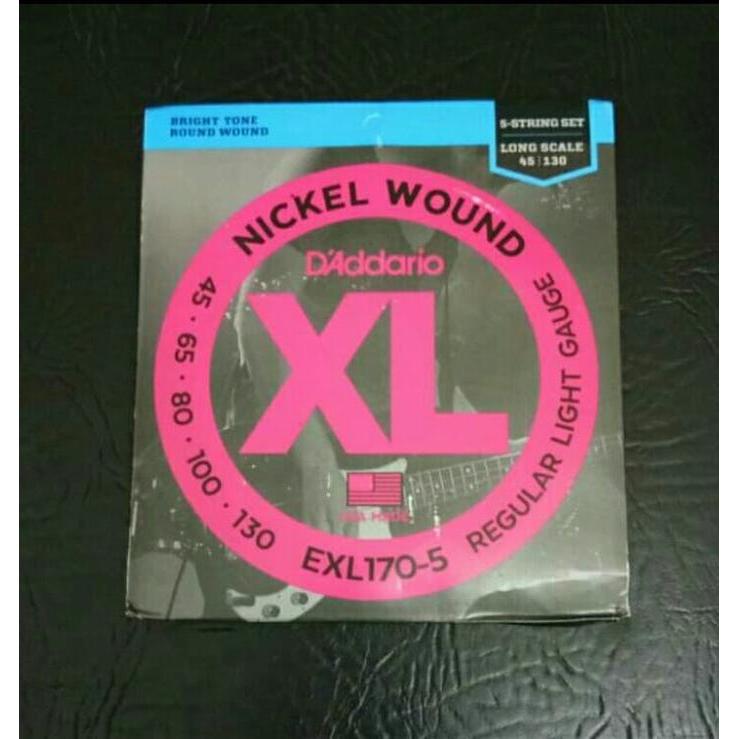 BRIGHT TONE
ROUND WOUND
5-STRING SET
LONG SCALE
45 | 130
NICKEL WOUND
D'Addario
XL
45 · 65 · 80 · 100 · 130
EXL170-5
REGULAR LIGHT GAUGE